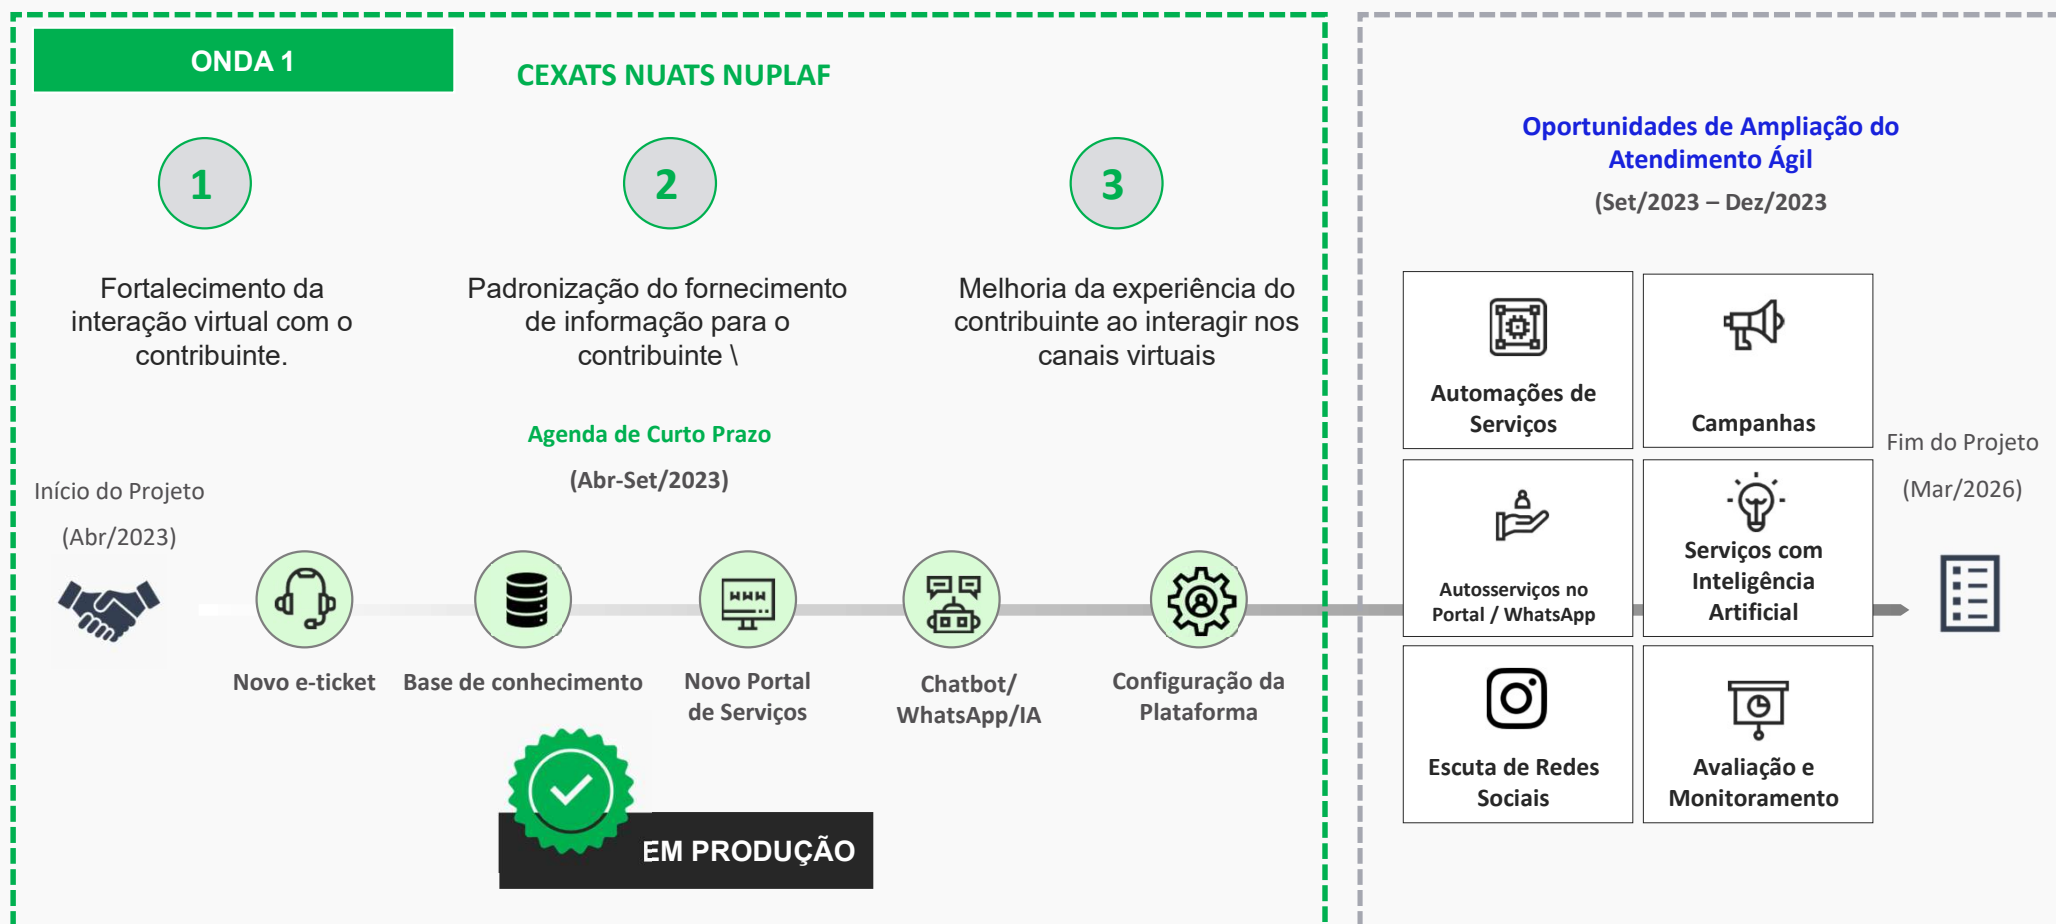 ONDA 1
CEXATS NUATS NUPLAF
1
2
3
Fortalecimento da
interação virtual com o
contribuinte.
Padronização do fornecimento
de informação para o
contribuinte \
Melhoria da experiência do
contribuinte ao interagir nos
canais virtuais
Agenda de Curto Prazo
(Abr-Set/2023)
Início do Projeto
(Abr/2023)
Novo e-ticket
Base de conhecimento
Novo Portal
de Serviços
Chatbot/
WhatsApp/IA
Configuração da
Plataforma
EM PRODUÇÃO
Oportunidades de Ampliação do
Atendimento Ágil
(Set/2023 – Dez/2023
Automações de
Serviços
Campanhas
Autosserviços no
Portal / WhatsApp
Serviços com
Inteligência
Artificial
Escuta de Redes
Sociais
Avaliação e
Monitoramento
Fim do Projeto
(Mar/2026)